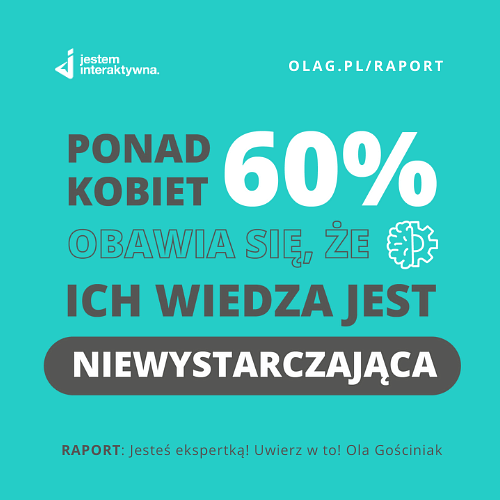 jestem
interaktywna.
OLAG.PL/RAPORT
PONAD 60%
KOBIET
OBAWIA SIĘ, ŻE
ICH WIEDZA JEST
NIEWYSTARCZAJĄCA
RAPORT: Jesteś ekspertką! Uwierz w to! Ola Gościniak